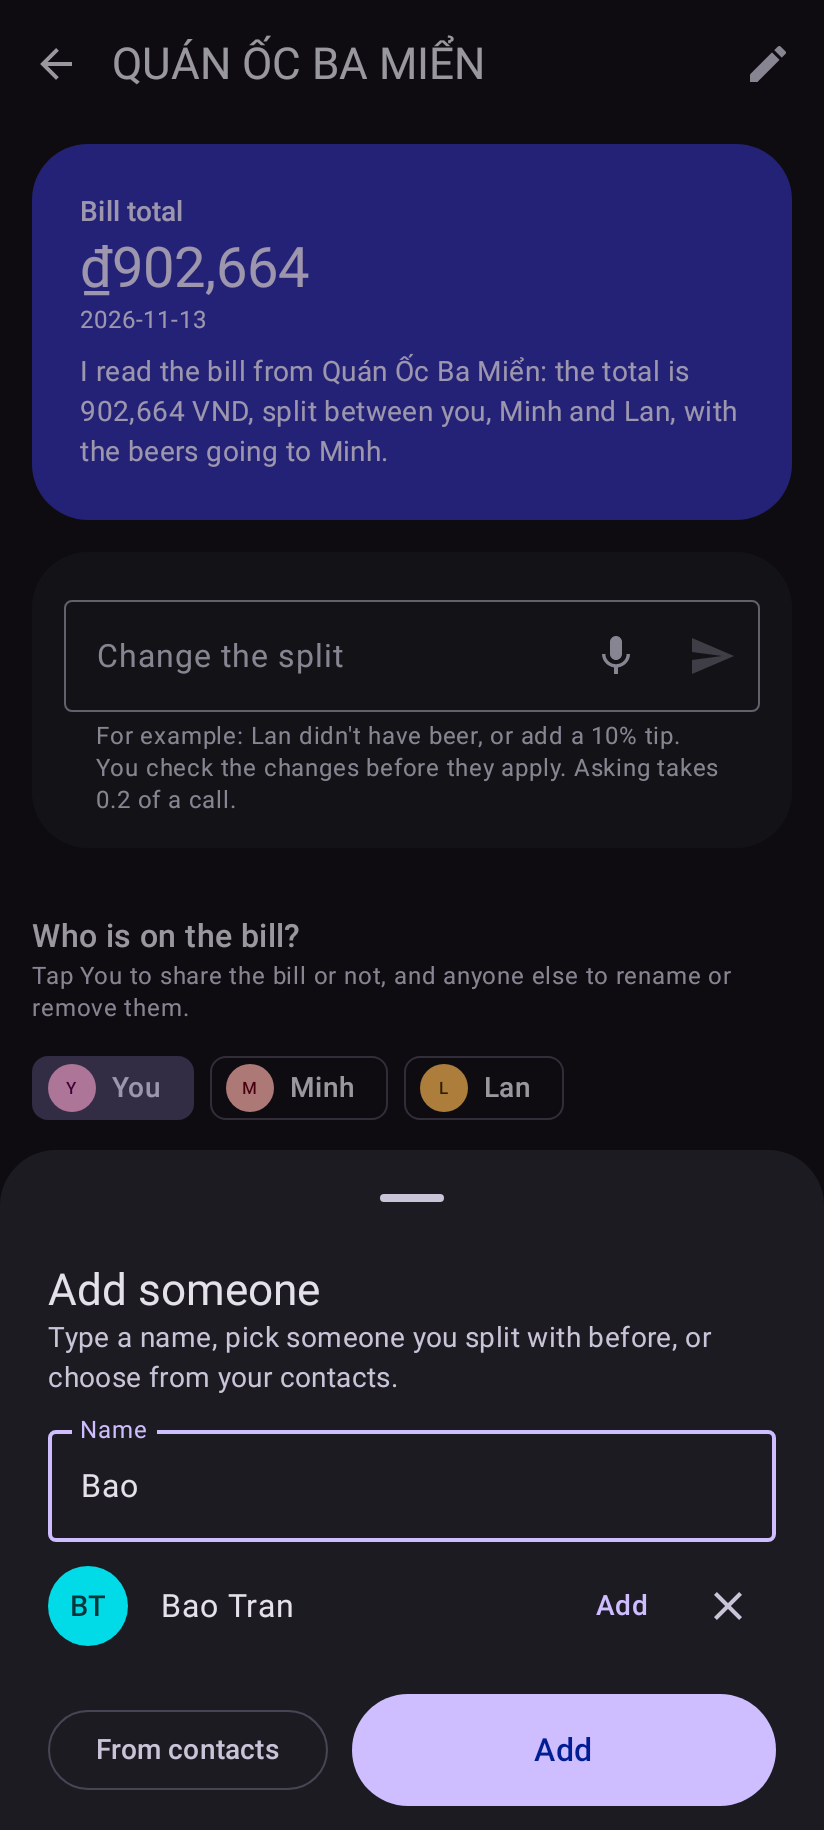 QUÁN ỐC BA MIỂN
Bill total
₫902,664
2026-11-13
I read the bill from Quán Ốc Ba Miển: the total is
902,664 VND, split between you, Minh and Lan, with
the beers going to Minh.
Change the split
For example: Lan didn't have beer, or add a 10% tip.
You check the changes before they apply. Asking takes
0.2 of a call.
Who is on the bill?
Tap You to share the bill or not, and anyone else to rename or
remove them.
Y You M Minh L Lan
Add someone
Type a name, pick someone you split with before, or
choose from your contacts.
Name
Bao
BT Bao Tran Add
From contacts Add